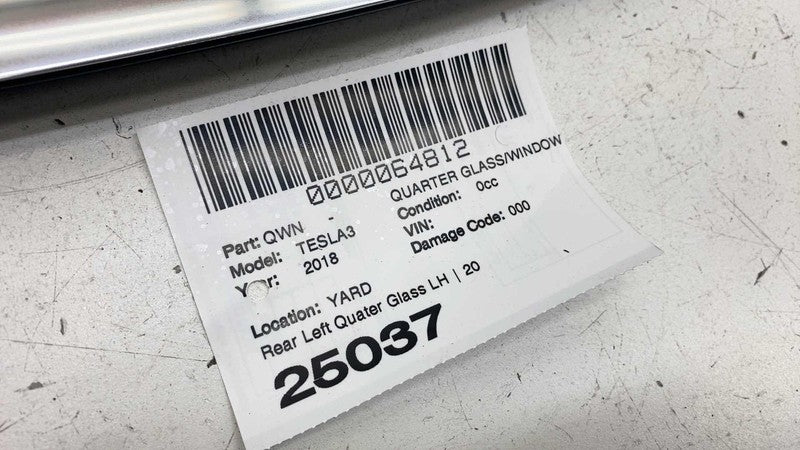 0000064812
Part: QWN QUARTER GLASS/WINDOW
Model: TESLA3 Condition: 0cc
Year: 2018 VIN:
Damage Code: 000
Location: YARD
Rear Left Quater Glass LH | 20
25037